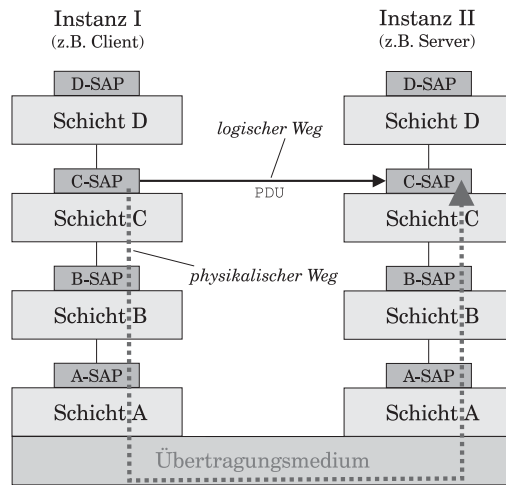 Instanz I
(z.B. Client)
Instanz II
(z.B. Server)
D-SAP
D-SAP
Schicht D
Schicht D
logischer Weg
C-SAP
C-SAP
PDU
Schicht C
Schicht C
physikalischer Weg
B-SAP
B-SAP
Schicht B
Schicht B
A-SAP
A-SAP
Schicht A
Schicht A
Übertragungsmedium